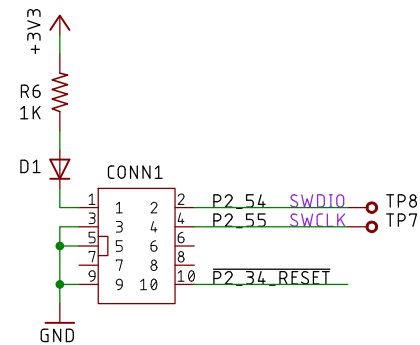 +3V3
R6
1K
D1
CONN1
1 1 2 2 P2_54 SWDIO TP8
3 3 4 4 P2_55 SWCLK TP7
5 5 6 6
7 7 8 8
9 9 10 10 P2_34_RESET
GND